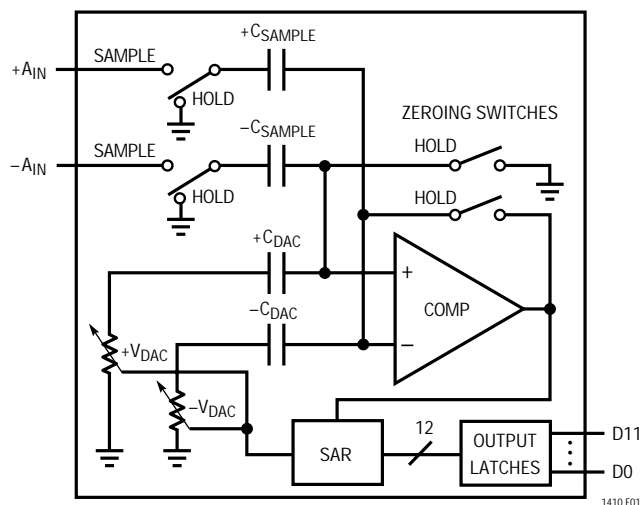 +CSAMPLE
+AIN
SAMPLE
HOLD
ZEROING SWITCHES
−CSAMPLE
−AIN
SAMPLE
HOLD
HOLD
HOLD
+CDAC
+
COMP
−CDAC
−
+VDAC
−VDAC
12
SAR
OUTPUT
LATCHES
D11
D0
1410 F01